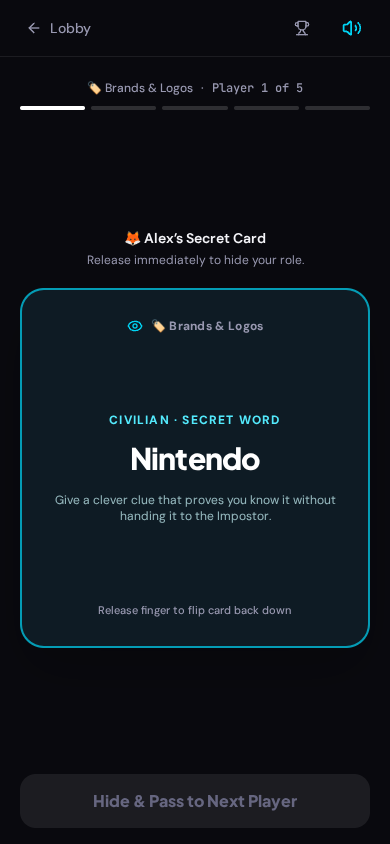 Lobby
🏷️ Brands & Logos · Player 1 of 5
🦊 Alex’s Secret Card
Release immediately to hide your role.
🏷️ Brands & Logos
CIVILIAN · SECRET WORD
Nintendo
Give a clever clue that proves you know it without
handing it to the Impostor.
Release finger to flip card back down
Hide & Pass to Next Player